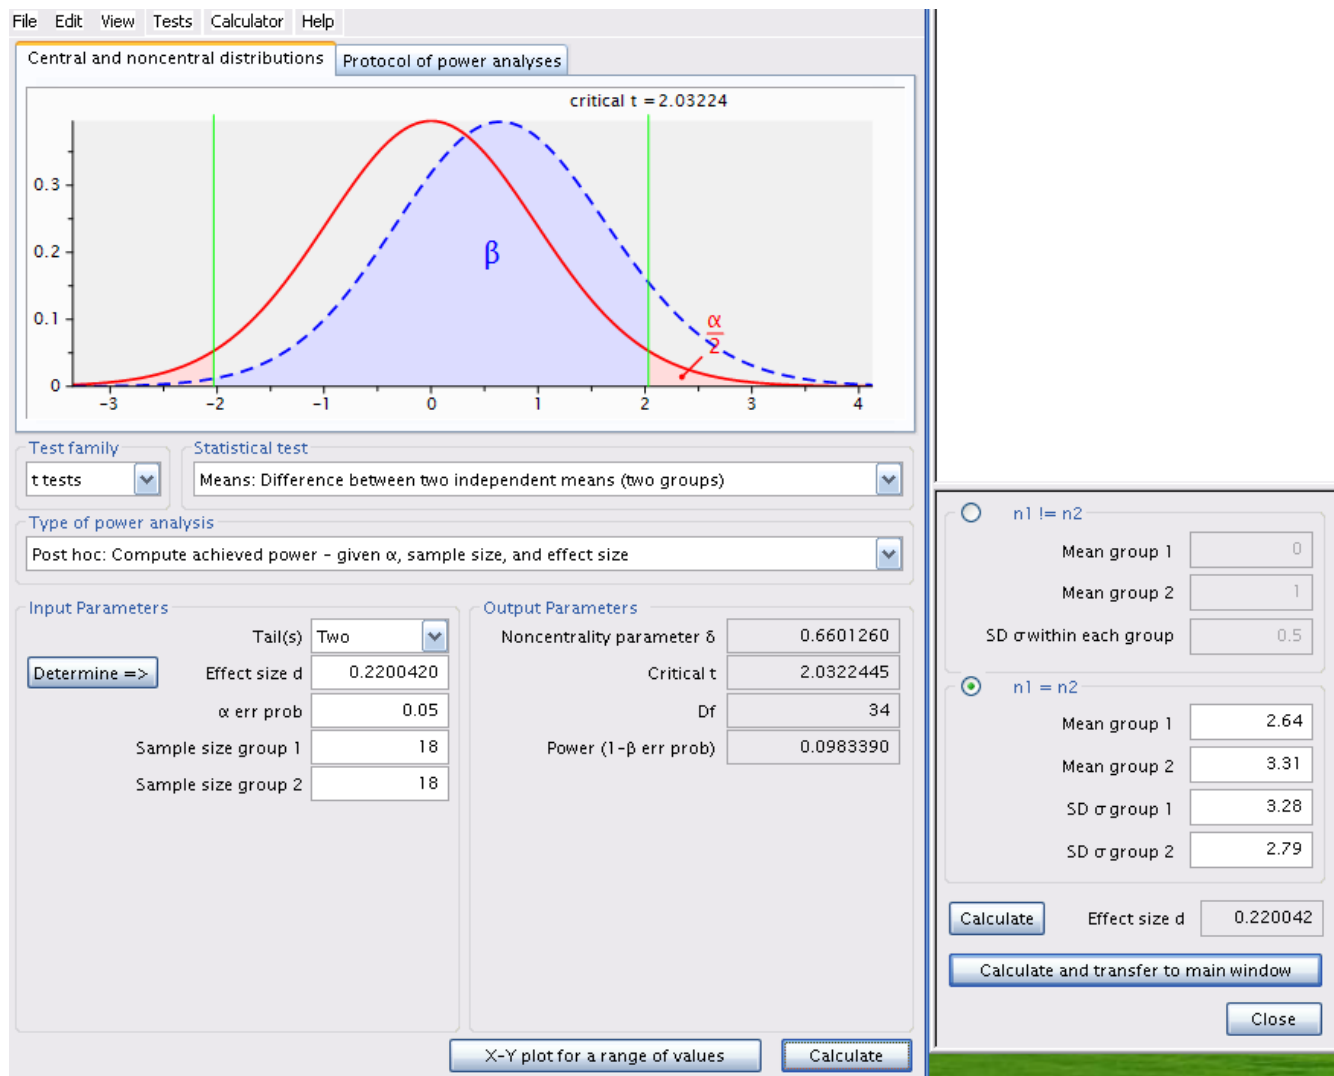 File Edit View Tests Calculator Help
Central and noncentral distributions Protocol of power analyses
critical t = 2.03224
0.3
0.2
0.1
0
β
α
2
-3 -2 -1 0 1 2 3 4
Test family
t tests
Statistical test
Means: Difference between two independent means (two groups)
Type of power analysis
Post hoc: Compute achieved power - given α, sample size, and effect size
Input Parameters
Tail(s) Two
Determine => Effect size d 0.2200420
α err prob 0.05
Sample size group 1 18
Sample size group 2 18
Output Parameters
Noncentrality parameter δ 0.6601260
Critical t 2.0322445
Df 34
Power (1-β err prob) 0.0983390
X-Y plot for a range of values Calculate
n1 != n2
Mean group 1 0
Mean group 2 1
SD σ within each group 0.5
n1 = n2
Mean group 1 2.64
Mean group 2 3.31
SD σ group 1 3.28
SD σ group 2 2.79
Calculate Effect size d 0.220042
Calculate and transfer to main window
Close